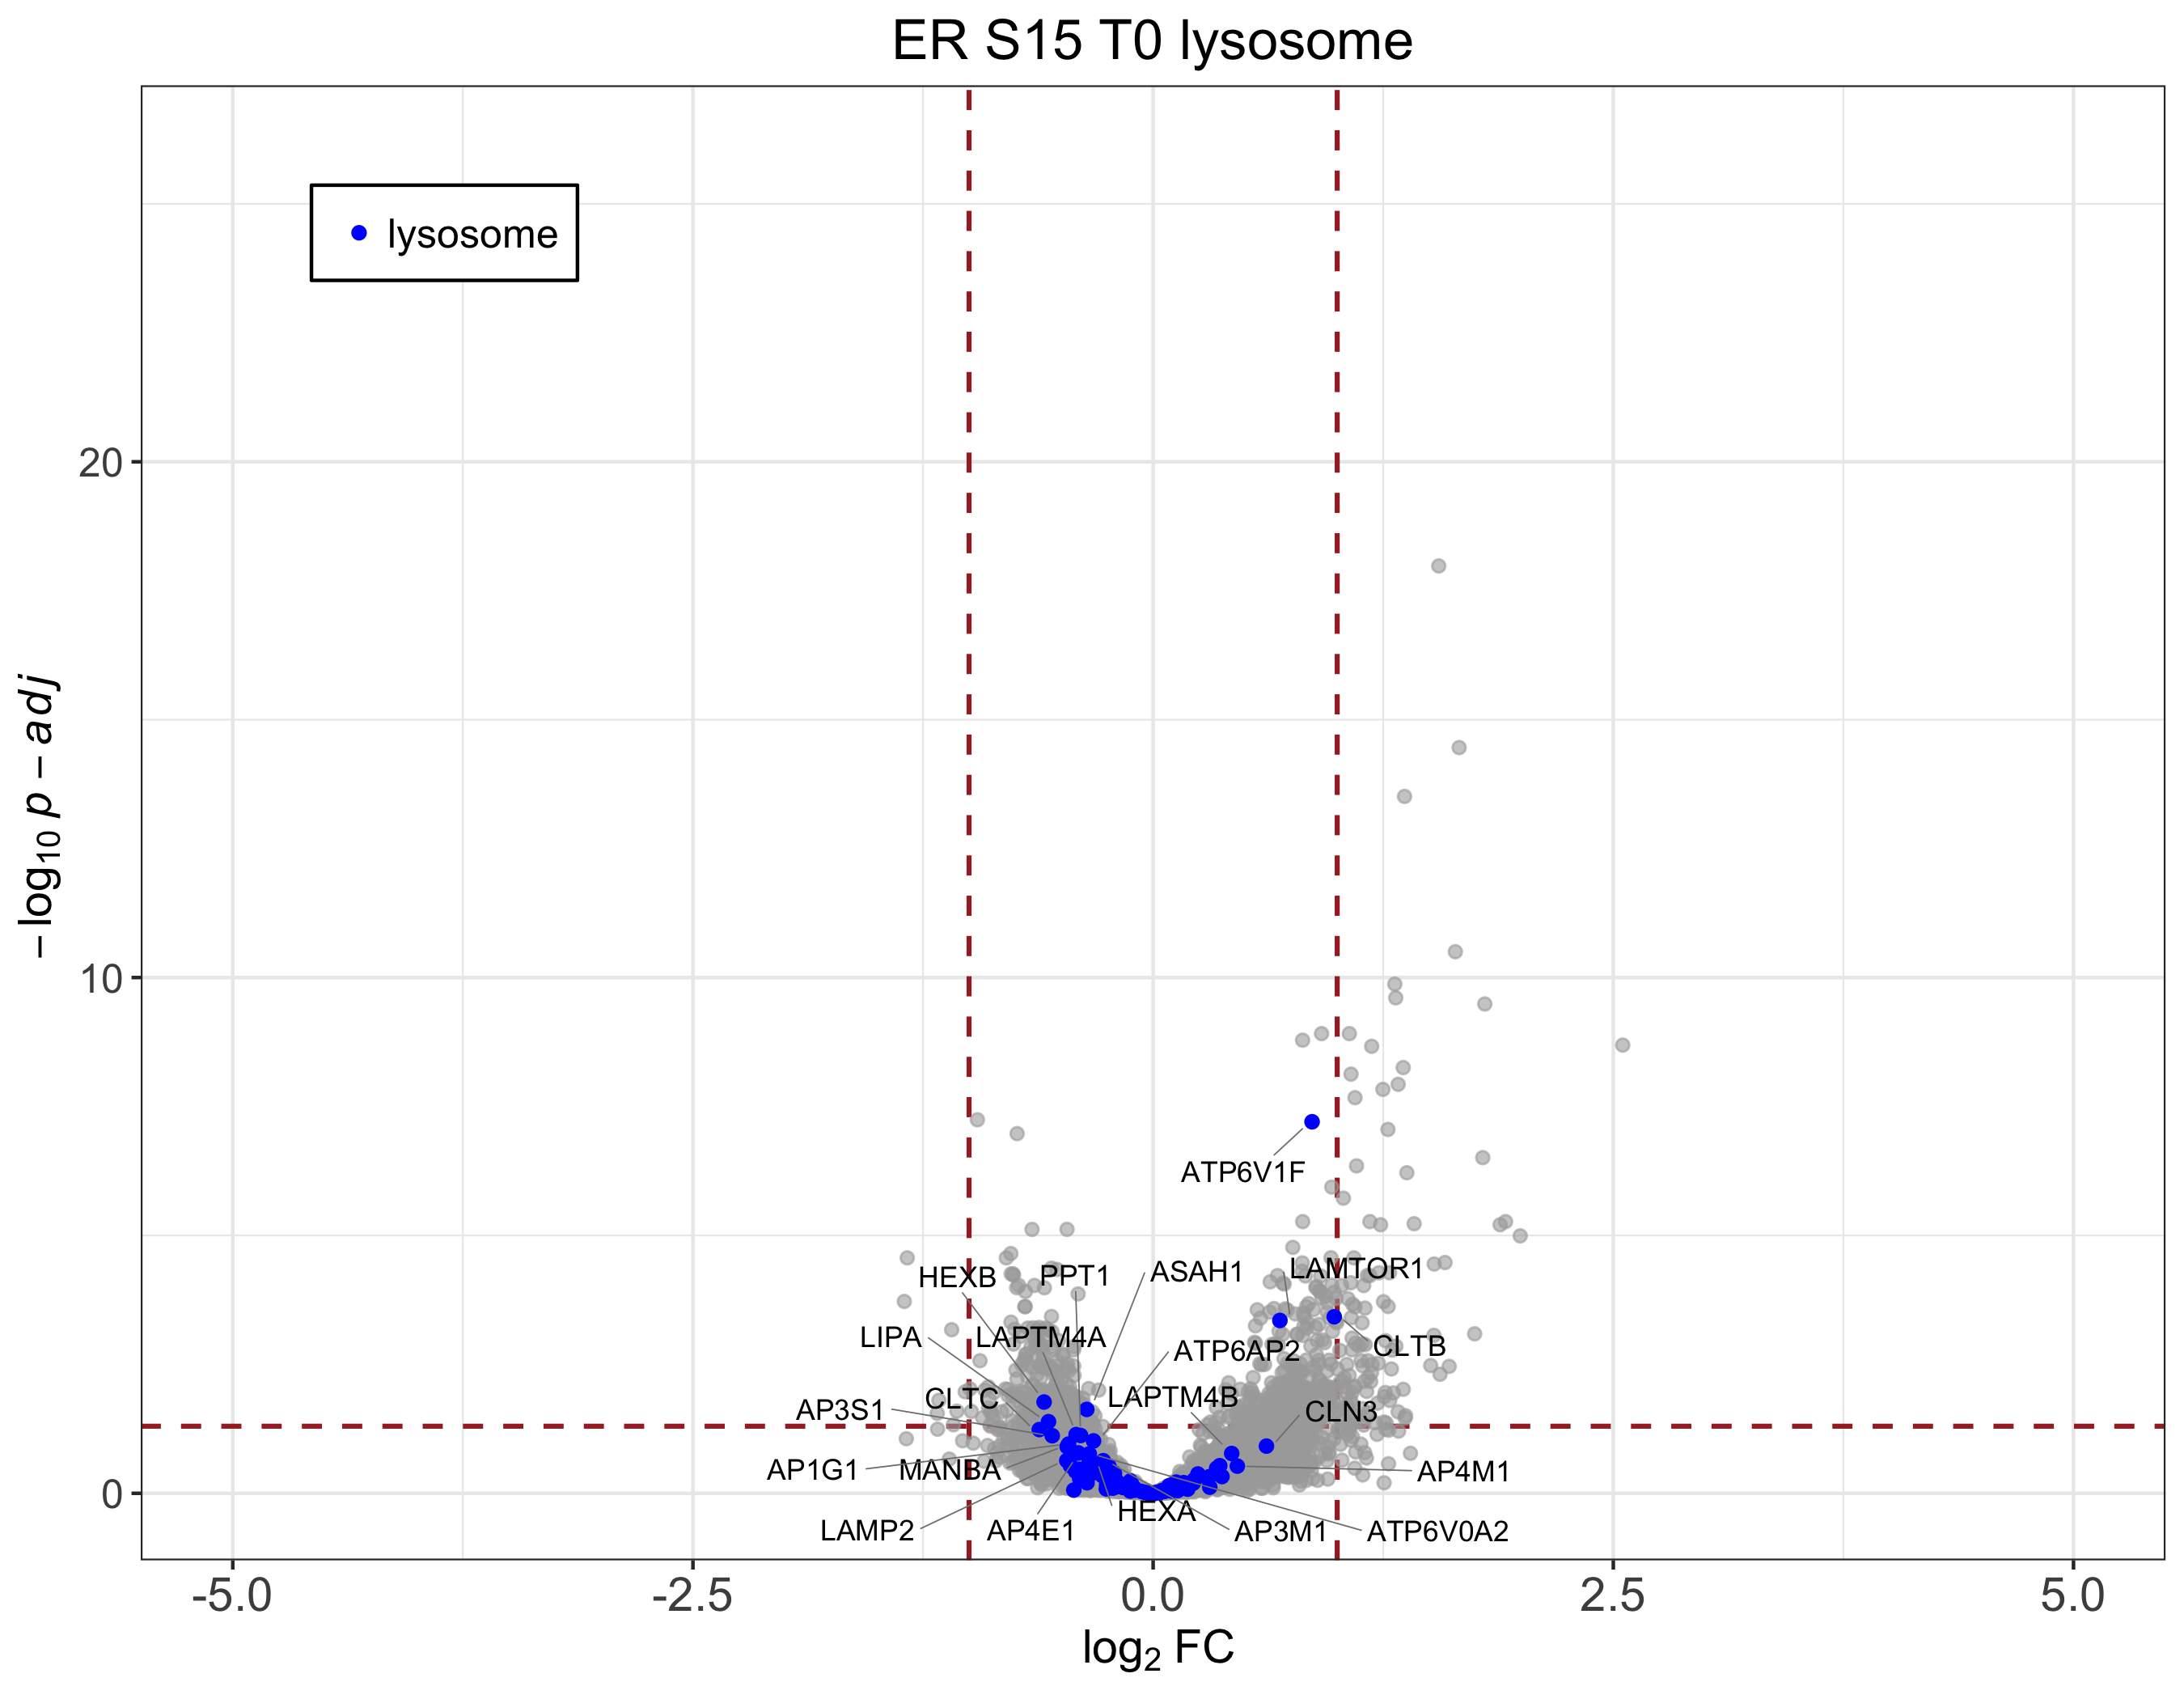 ER S15 T0 lysosome
lysosome
20
10
0
−log10 p − adj
ATP6V1F
HEXB
PPT1
ASAH1
LAMTOR1
LIPA
LAPTM4A
ATP6AP2
CLTB
CLTC
LAPTM4B
AP3S1
CLN3
AP1G1
MANBA
AP4M1
HEXA
LAMP2
AP4E1
AP3M1
ATP6V0A2
-5.0
-2.5
0.0
2.5
5.0
log2 FC